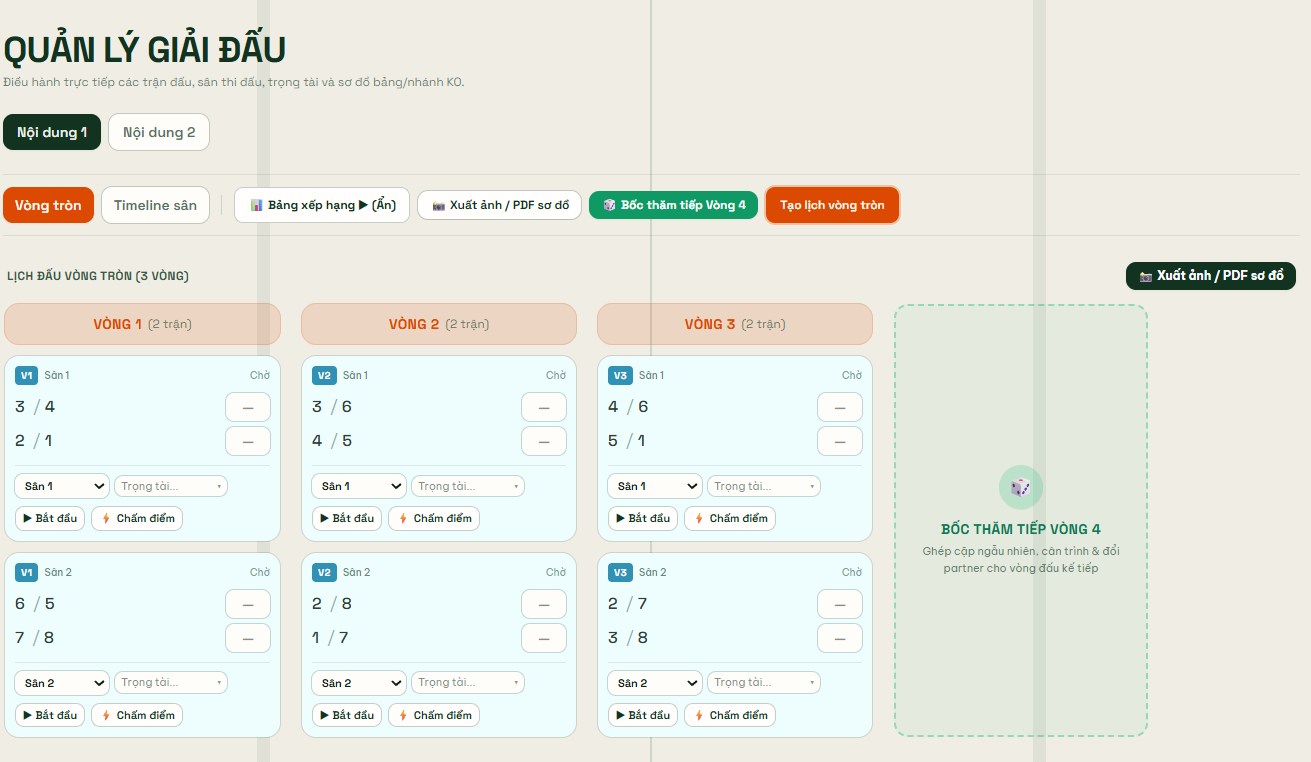 QUẢN LÝ GIẢI ĐẤU
Điều hành trực tiếp các trận đấu, sân thi đấu, trọng tài và sơ đồ bảng/nhánh KO.
Nội dung 1 Nội dung 2
Vòng tròn Timeline sân 📊 Bảng xếp hạng ▶ (Ẩn) 📸 Xuất ảnh / PDF sơ đồ 🎲 Bốc thăm tiếp Vòng 4 Tạo lịch vòng tròn
LỊCH ĐẤU VÒNG TRÒN (3 VÒNG) 📸 Xuất ảnh / PDF sơ đồ
VÒNG 1 (2 trận) VÒNG 2 (2 trận) VÒNG 3 (2 trận)
V1 Sân 1 Chờ V2 Sân 1 Chờ V3 Sân 1 Chờ
3 / 4 — 3 / 6 — 4 / 6 —
2 / 1 — 4 / 5 — 5 / 1 —
Sân 1 Trọng tài... Sân 1 Trọng tài... Sân 1 Trọng tài...
▶ Bắt đầu ⚡ Chấm điểm ▶ Bắt đầu ⚡ Chấm điểm ▶ Bắt đầu ⚡ Chấm điểm
BỐC THĂM TIẾP VÒNG 4
Ghép cặp ngẫu nhiên, cân trình & đổi
partner cho vòng đấu kế tiếp
V1 Sân 2 Chờ V2 Sân 2 Chờ V3 Sân 2 Chờ
6 / 5 — 2 / 8 — 2 / 7 —
7 / 8 — 1 / 7 — 3 / 8 —
Sân 2 Trọng tài... Sân 2 Trọng tài... Sân 2 Trọng tài...
▶ Bắt đầu ⚡ Chấm điểm ▶ Bắt đầu ⚡ Chấm điểm ▶ Bắt đầu ⚡ Chấm điểm